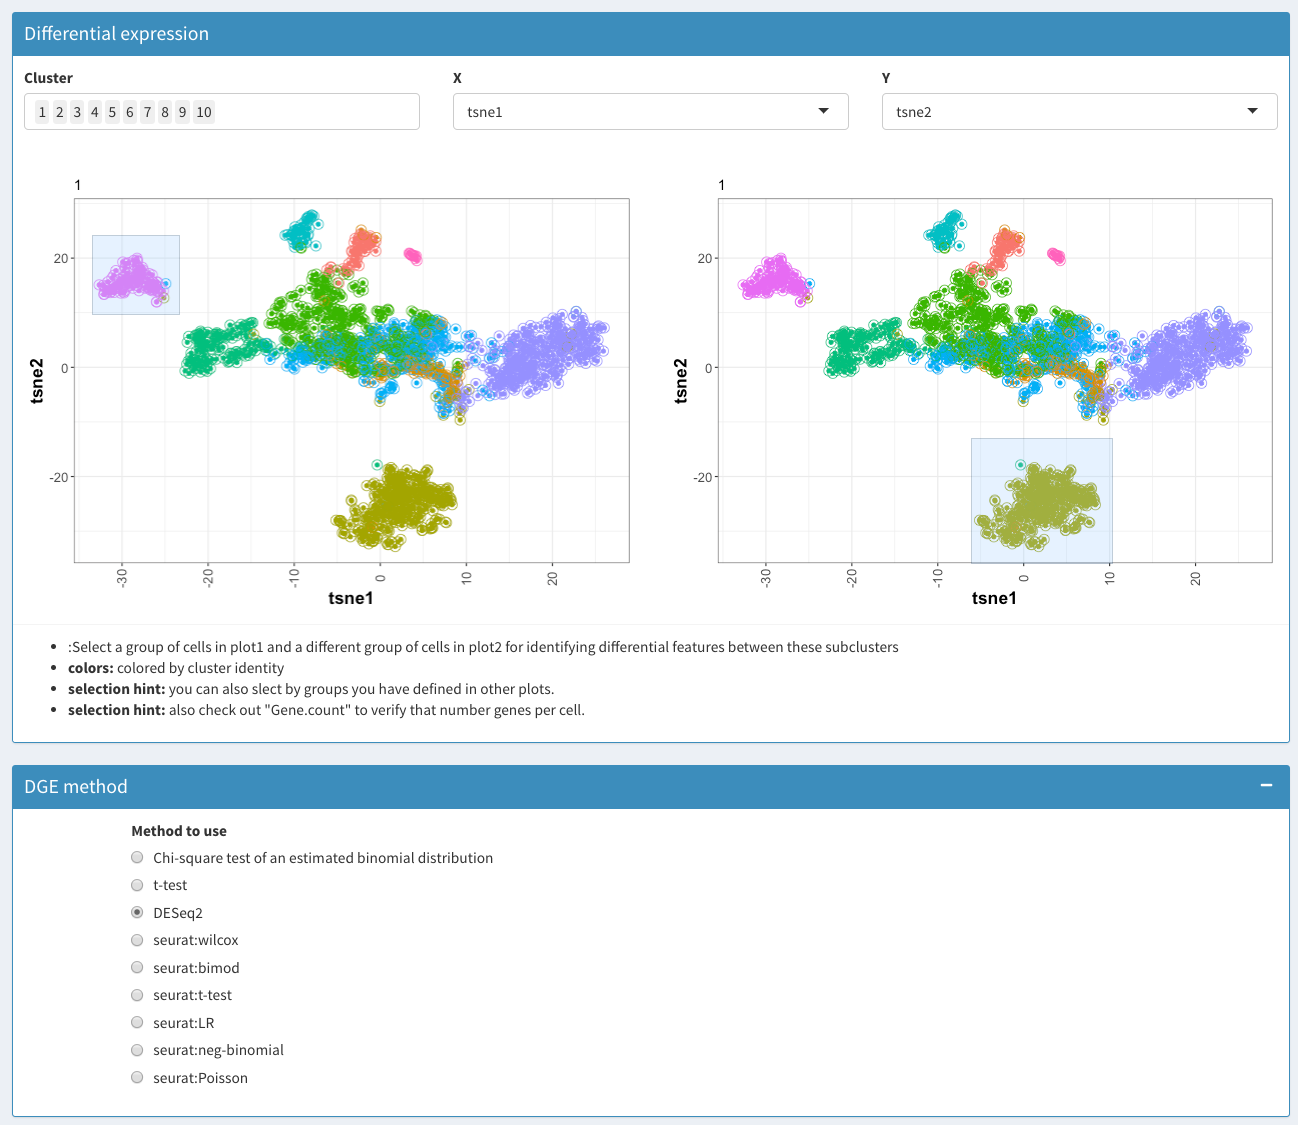 Differential expression
Cluster X Y
1 2 3 4 5 6 7 8 9 10 tsne1 tsne2
1 1
20 20
0 0
-20 -20
tsne2 tsne2
-30 -20 -10 0 10 20 -30 -20 -10 0 10 20
tsne1 tsne1
:Select a group of cells in plot1 and a different group of cells in plot2 for identifying differential features between these subclusters
colors: colored by cluster identity
selection hint: you can also slect by groups you have defined in other plots.
selection hint: also check out "Gene.count" to verify that number genes per cell.
DGE method
Method to use
Chi-square test of an estimated binomial distribution
t-test
DESeq2
seurat:wilcox
seurat:bimod
seurat:t-test
seurat:LR
seurat:neg-binomial
seurat:Poisson